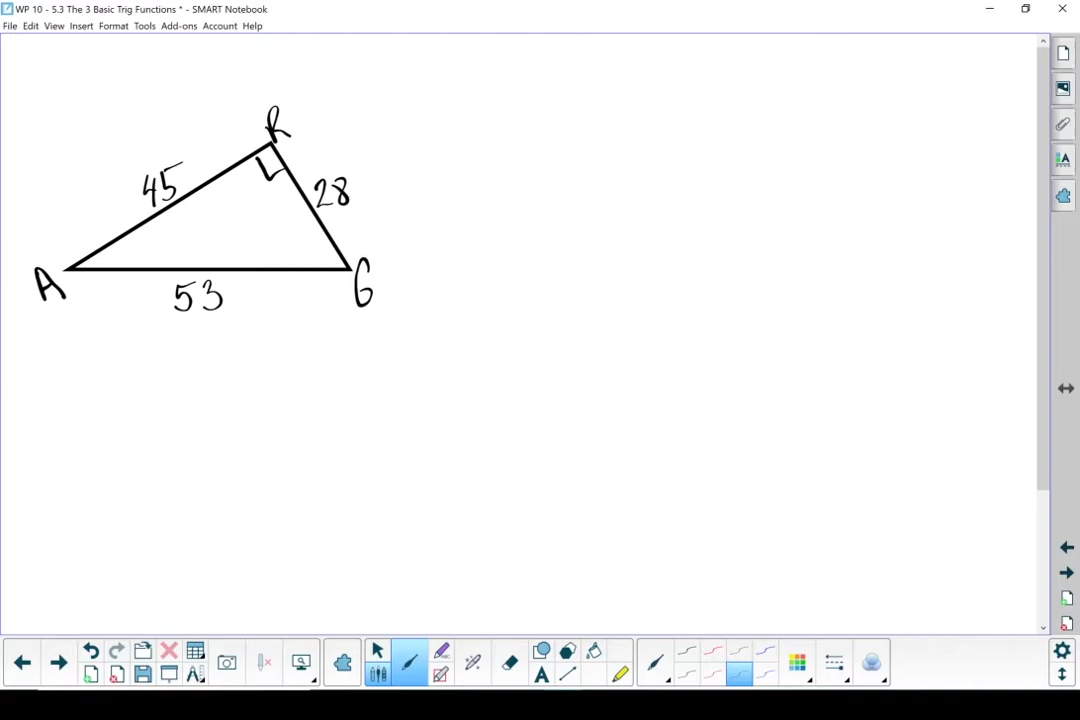 WP 10 - 5.3 The 3 Basic Trig Functions * - SMART Notebook
File Edit View Insert Format Tools Add-ons Account Help
R
45
28
A
53
G